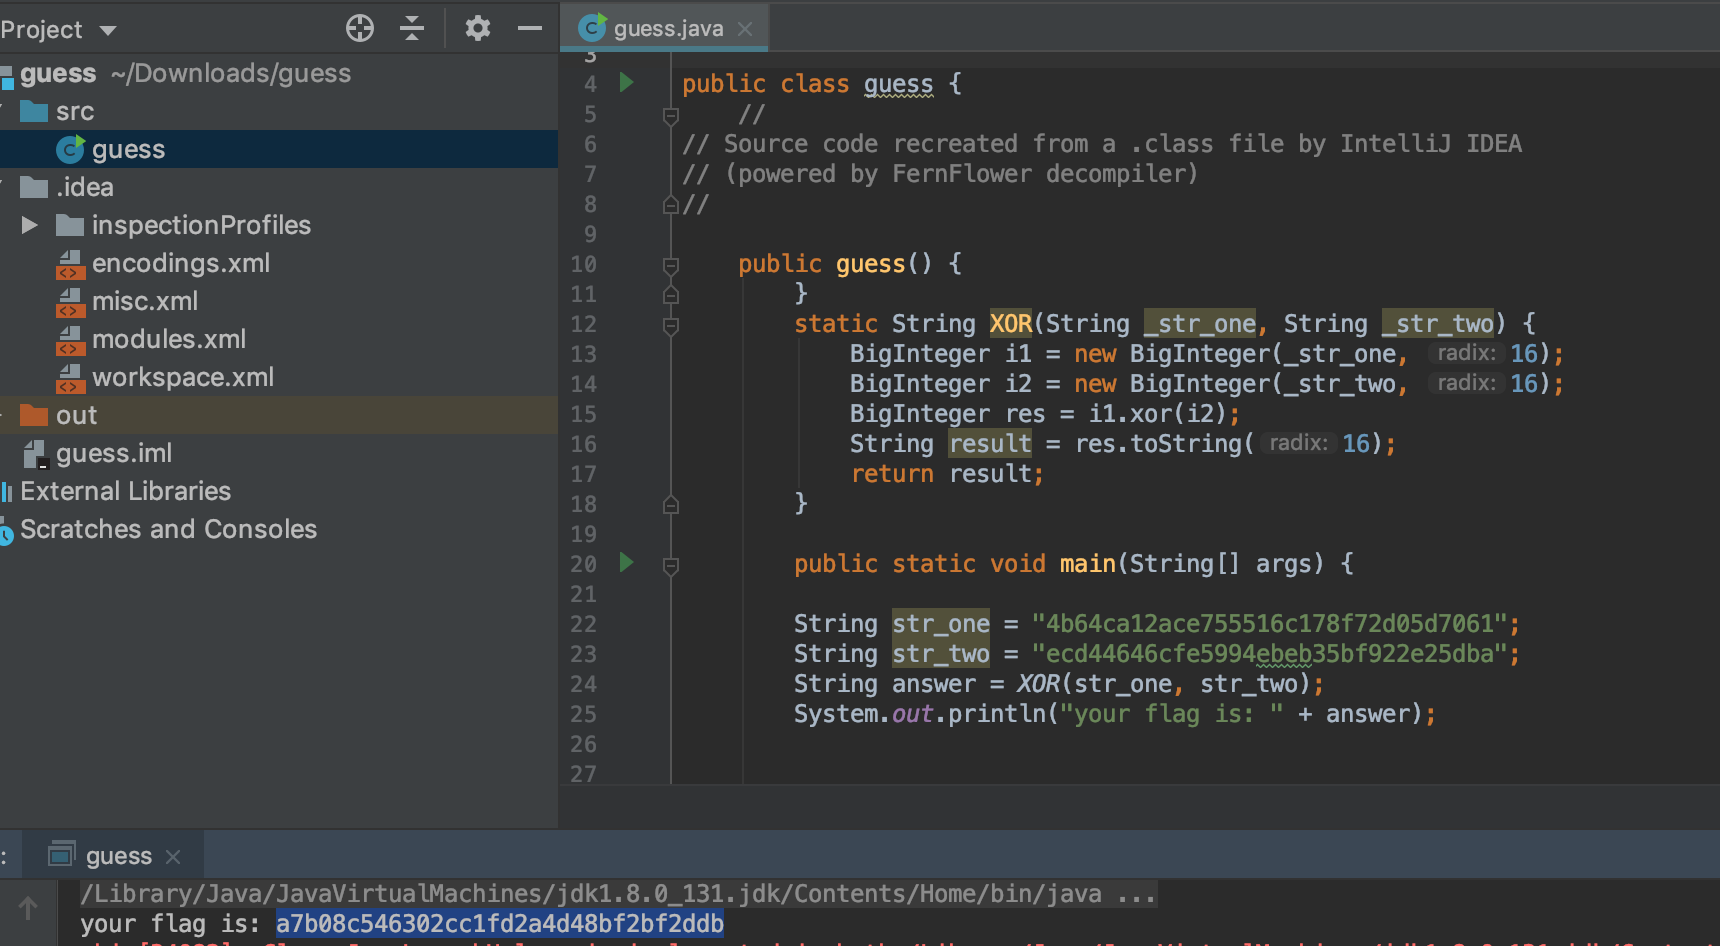 Project
guess ~/Downloads/guess
src
guess
.idea
inspectionProfiles
encodings.xml
misc.xml
modules.xml
workspace.xml
out
guess.iml
External Libraries
Scratches and Consoles
guess.java
3
4 public class guess {
5 //
6 // Source code recreated from a .class file by IntelliJ IDEA
7 // (powered by FernFlower decompiler)
8 //
9
10 public guess() {
11 }
12 static String XOR(String _str_one, String _str_two) {
13 BigInteger i1 = new BigInteger(_str_one, radix: 16);
14 BigInteger i2 = new BigInteger(_str_two, radix: 16);
15 BigInteger res = i1.xor(i2);
16 String result = res.toString( radix: 16);
17 return result;
18 }
19
20 public static void main(String[] args) {
21
22 String str_one = "4b64ca12ace755516c178f72d05d7061";
23 String str_two = "ecd44646cfe5994ebeb35bf922e25dba";
24 String answer = XOR(str_one, str_two);
25 System.out.println("your flag is: " + answer);
26
27
: guess
/Library/Java/JavaVirtualMachines/jdk1.8.0_131.jdk/Contents/Home/bin/java ...
your flag is: a7b08c546302cc1fd2a4d48bf2bf2ddb